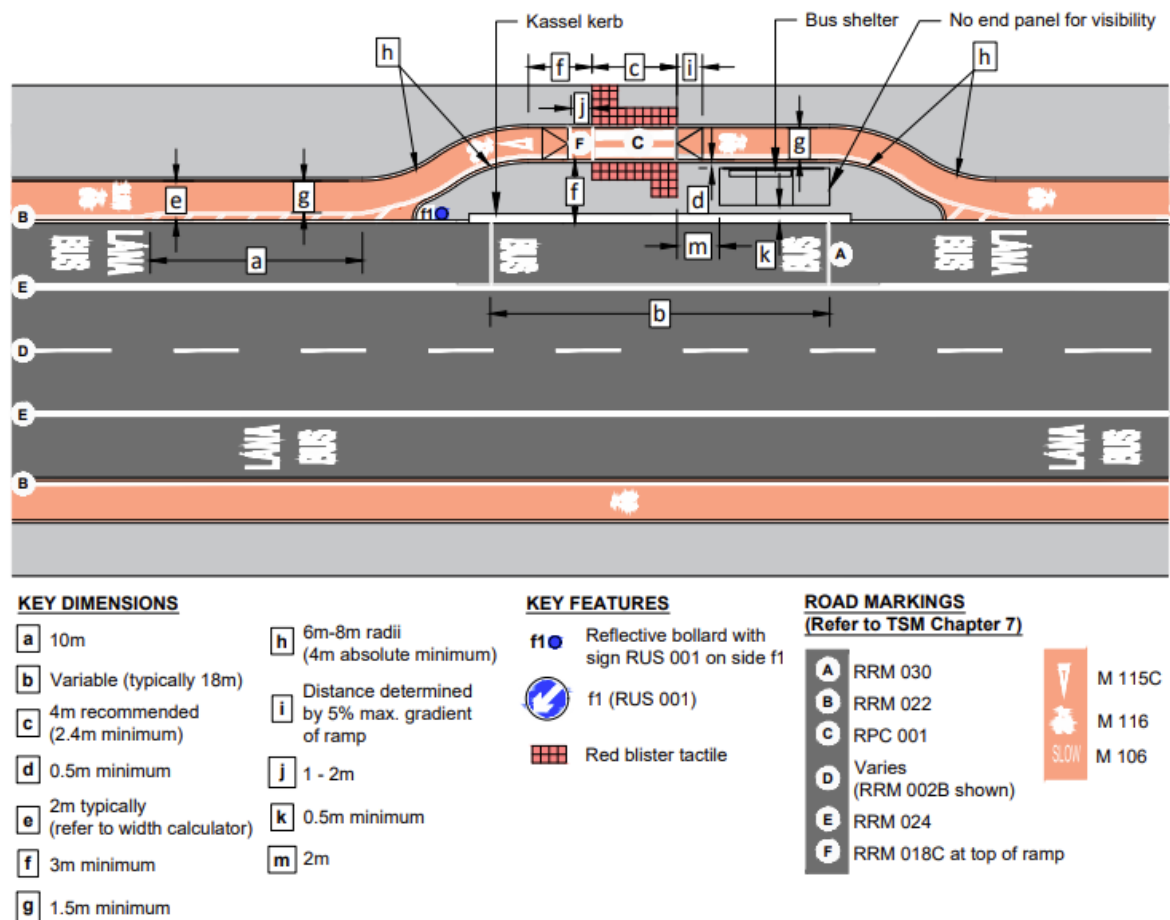 Kassel kerb
Bus shelter
No end panel for visibility
h
f
c
i
h
j
F
C
g
e
g
f
d
B
f1
BUS
LÁNA
a
BUS
m
k
BUS
A
BUS
LÁNA
E
b
D
E
LÁNA
BUS
LÁNA
BUS
B
KEY DIMENSIONS
a 10m
b Variable (typically 18m)
c 4m recommended
(2.4m minimum)
d 0.5m minimum
e 2m typically
(refer to width calculator)
f 3m minimum
g 1.5m minimum
h 6m-8m radii
(4m absolute minimum)
i Distance determined
by 5% max. gradient
of ramp
j 1 - 2m
k 0.5m minimum
m 2m
KEY FEATURES
f1 Reflective bollard with
sign RUS 001 on side f1
f1 (RUS 001)
Red blister tactile
ROAD MARKINGS
(Refer to TSM Chapter 7)
A RRM 030
B RRM 022
C RPC 001
D Varies
(RRM 002B shown)
E RRM 024
F RRM 018C at top of ramp
M 115C
M 116
SLOW M 106